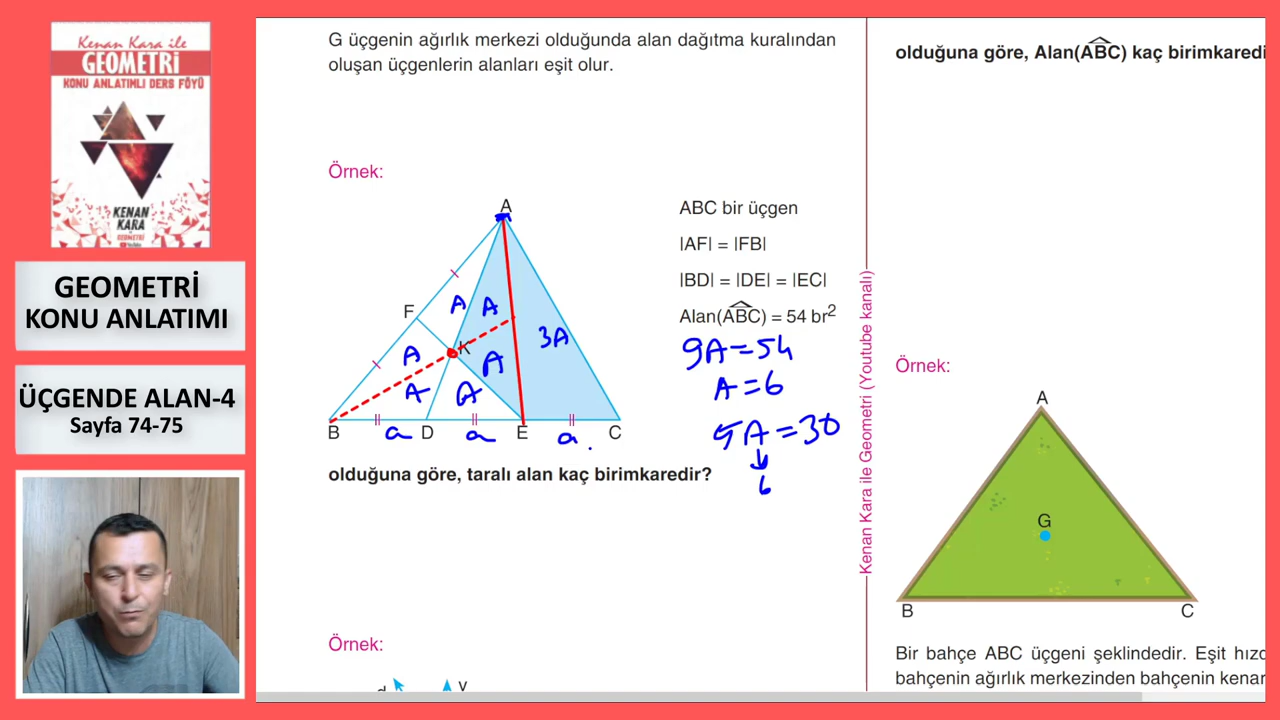 Kenan Kara ile
GEOMETRİ
KONU ANLATIMLI DERS FÖYÜ
KENAN
KARA
GEOMETRİ
YouTube
GEOMETRİ
KONU ANLATIMI
ÜÇGENDE ALAN-4
Sayfa 74-75
G üçgenin ağırlık merkezi olduğunda alan dağıtma kuralından
oluşan üçgenlerin alanları eşit olur.
Örnek:
A
F
K
B
D
E
C
A
A
A
A
A
A
3A
a
a
a.
ABC bir üçgen
|AF| = |FB|
|BD| = |DE| = |EC|
Alan(ABC) = 54 br²
9A=54
A=6
5A=30
6
olduğuna göre, taralı alan kaç birimkaredir?
Örnek:
d
y
Kenan Kara ile Geometri (Youtube kanalı)
olduğuna göre, Alan(ABC) kaç birimkaredi
Örnek:
A
G
B
C
Bir bahçe ABC üçgeni şeklindedir. Eşit hız
bahçenin ağırlık merkezinden bahçenin kenar